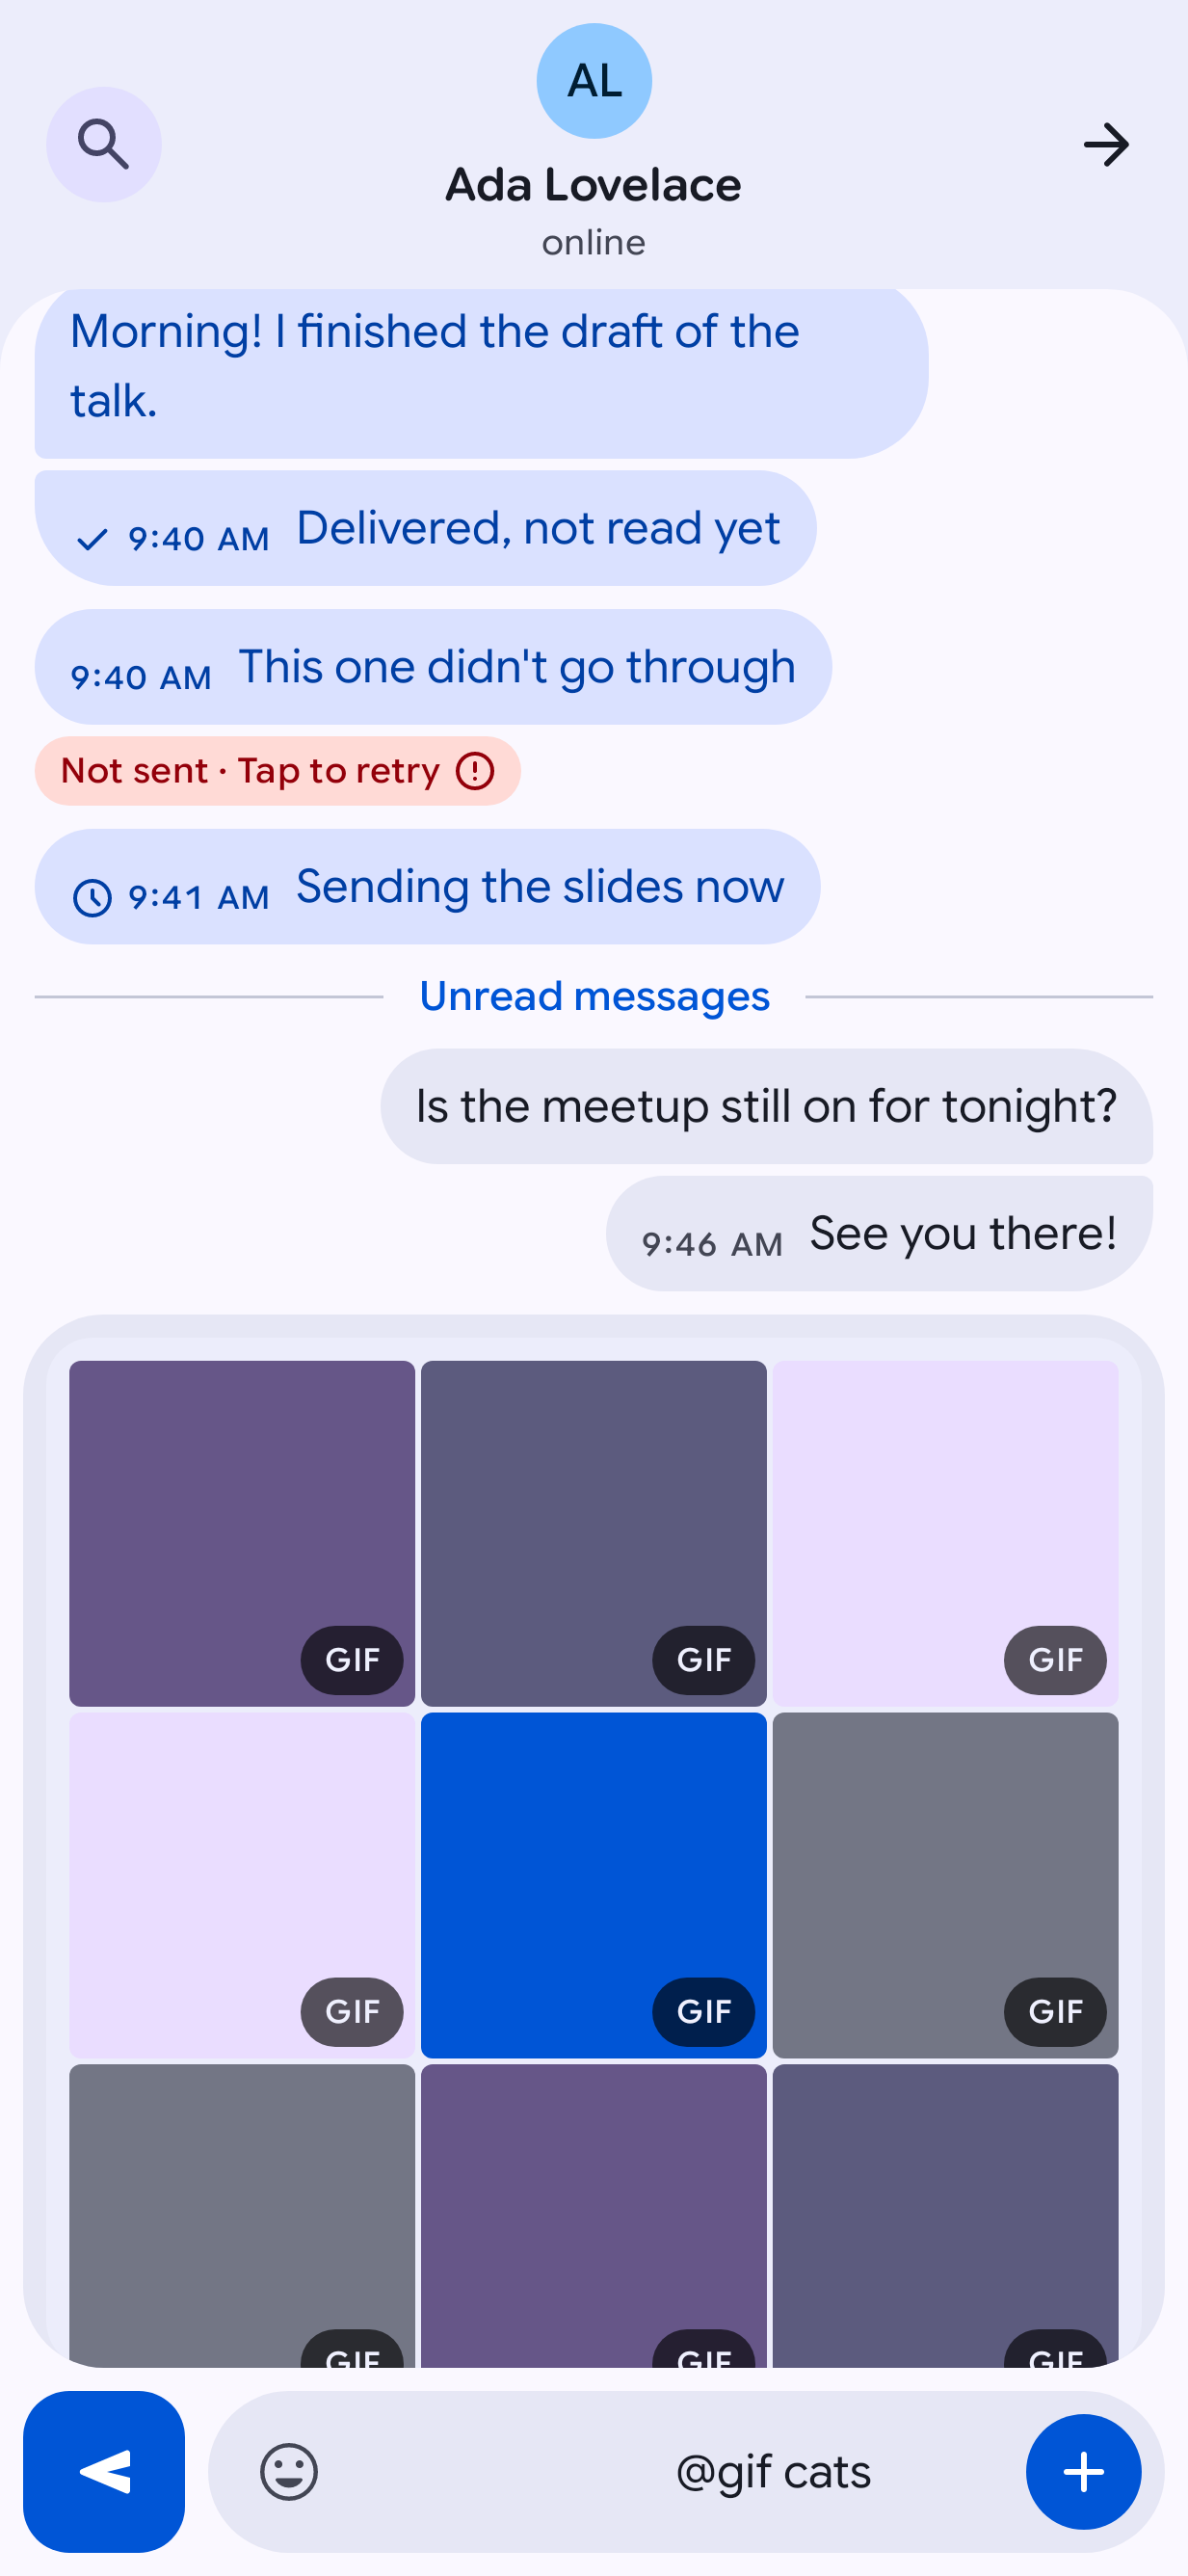 AL
Ada Lovelace
online
Morning! I finished the draft of the
talk.
9:40 AM Delivered, not read yet
9:40 AM This one didn't go through
Not sent · Tap to retry
9:41 AM Sending the slides now
Unread messages
Is the meetup still on for tonight?
9:46 AM See you there!
GIF GIF GIF
GIF GIF GIF
GIF GIF GIF
@gif cats